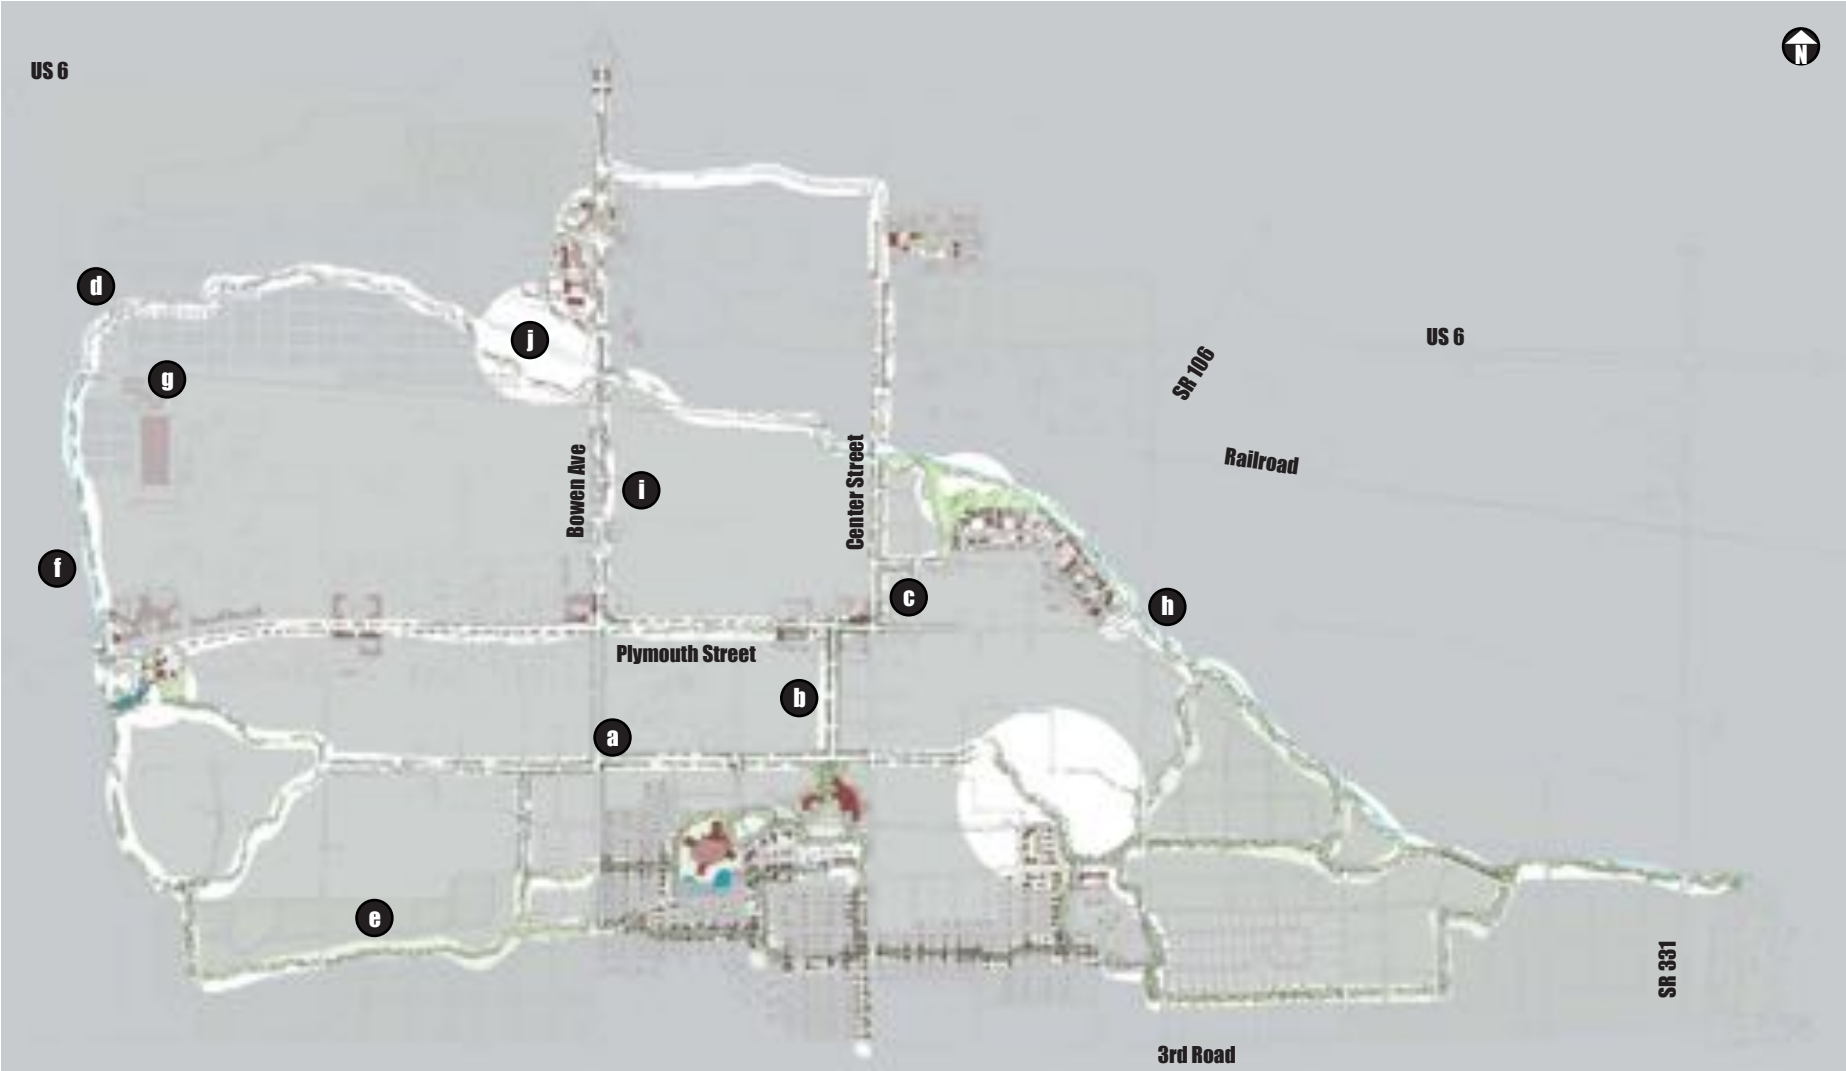 N
US 6
d
US 6
j
g
SR 106
Railroad
Bowen Ave
Center Street
i
f
c
h
Plymouth Street
b
a
e
SR 331
3rd Road